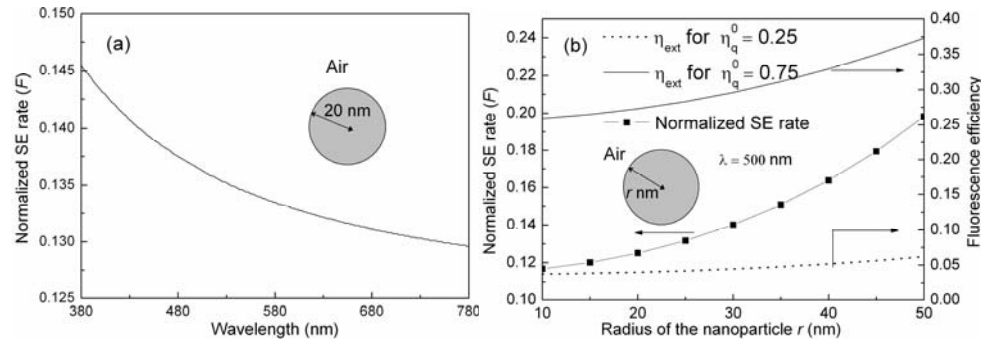 (a)
Air
20 nm
Normalized SE rate (F)
0.150
0.145
0.140
0.135
0.130
0.125
380
480
580
680
780
Wavelength (nm)
(b)
η_ext for η_q^0 = 0.25
η_ext for η_q^0 = 0.75
Normalized SE rate
Air
λ = 500 nm
r nm
Normalized SE rate (F)
0.24
0.22
0.20
0.18
0.16
0.14
0.12
0.10
10
15
20
25
30
35
40
45
50
Radius of the nanoparticle r (nm)
0.40
0.35
0.30
0.25
0.20
0.15
0.10
0.05
0.00
Fluorescence efficiency